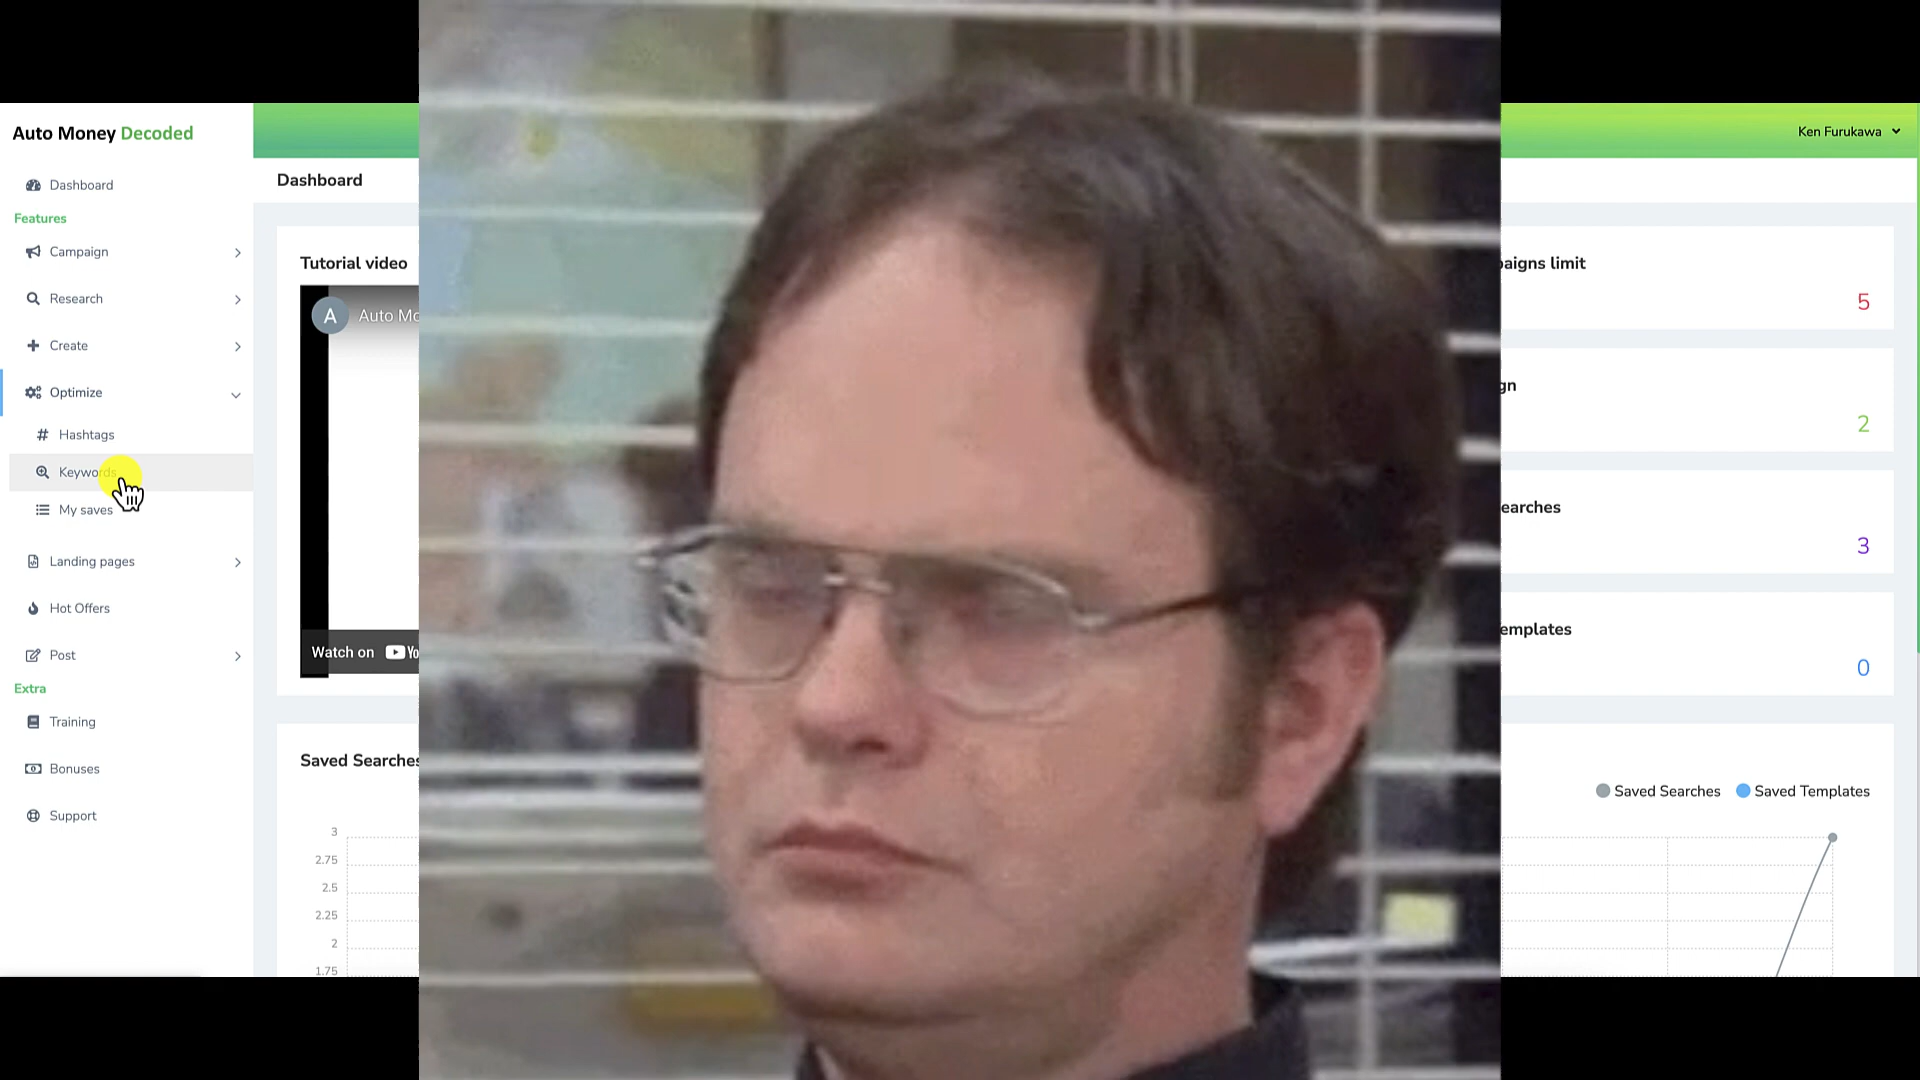 Auto Money Decoded
Ken Furukawa
Dashboard
Dashboard
Features
Campaign
Research
Create
Optimize
Hashtags
Keywords
My saves
Landing pages
Hot Offers
Post
Extra
Training
Bonuses
Support
Tutorial video
A
Auto Mo
Watch on
aigns limit
5
gn
2
earches
3
emplates
0
Saved Searches
Saved Searches
Saved Templates
3
2.75
2.5
2.25
2
1.75